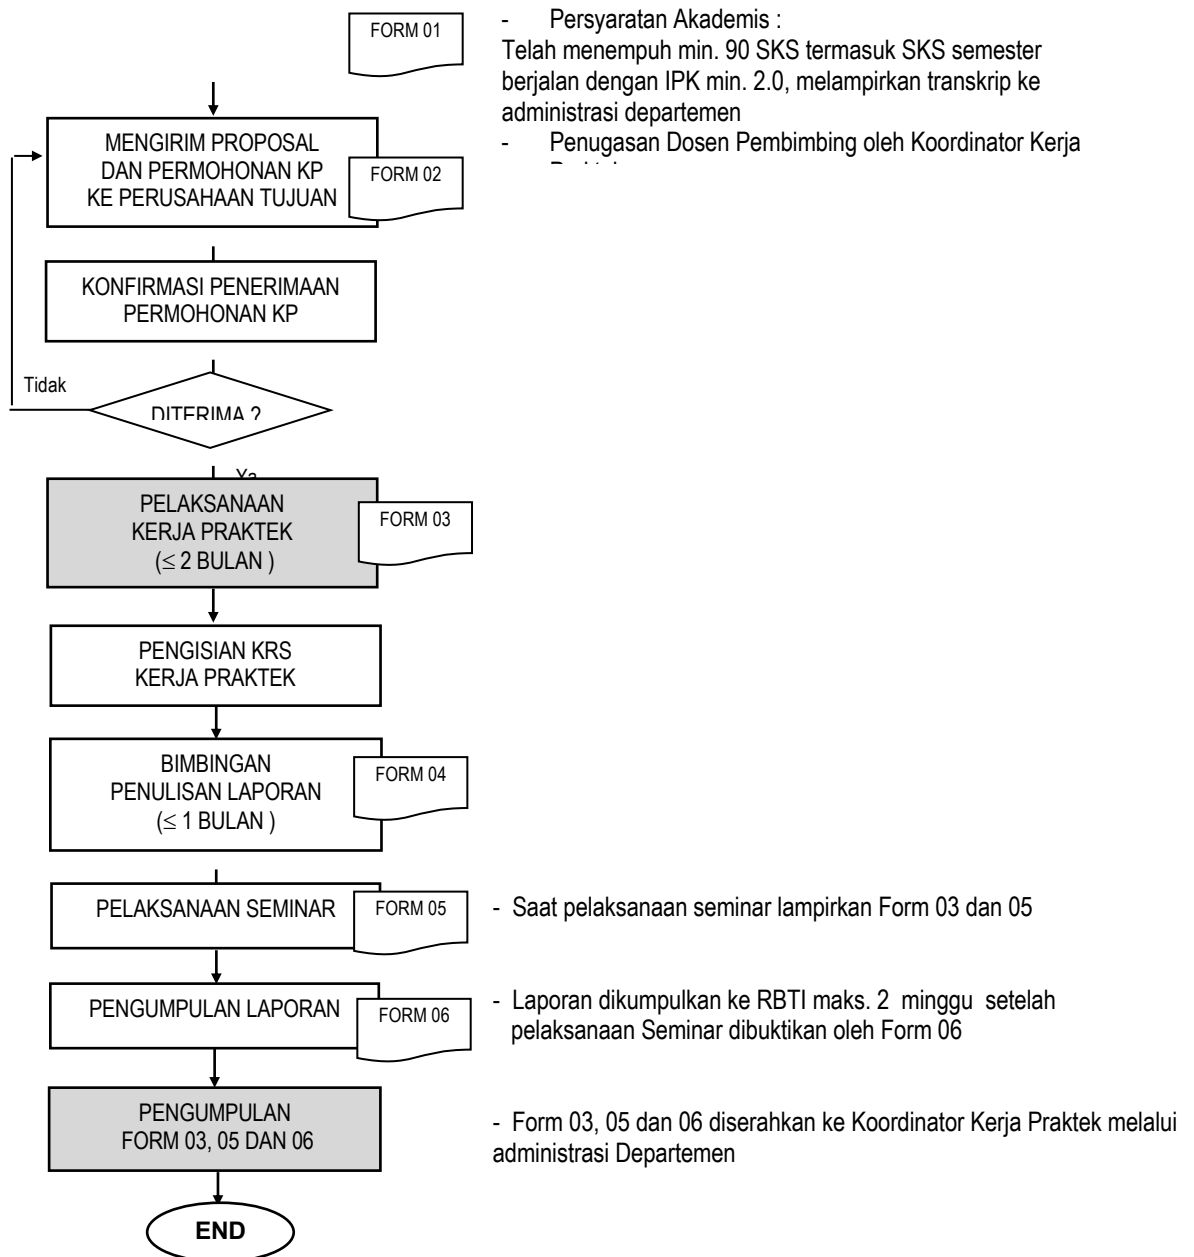 FORM 01
- Persyaratan Akademis :
Telah menempuh min. 90 SKS termasuk SKS semester
berjalan dengan IPK min. 2.0, melampirkan transkrip ke
administrasi departemen
- Penugasan Dosen Pembimbing oleh Koordinator Kerja
MENGIRIM PROPOSAL
DAN PERMOHONAN KP
KE PERUSAHAAN TUJUAN
FORM 02
KONFIRMASI PENERIMAAN
PERMOHONAN KP
Tidak
DITERIMA ?
Ya
PELAKSANAAN
KERJA PRAKTEK
(≤ 2 BULAN )
FORM 03
PENGISIAN KRS
KERJA PRAKTEK
BIMBINGAN
PENULISAN LAPORAN
(≤ 1 BULAN )
FORM 04
PELAKSANAAN SEMINAR
FORM 05
- Saat pelaksanaan seminar lampirkan Form 03 dan 05
PENGUMPULAN LAPORAN
FORM 06
- Laporan dikumpulkan ke RBTI maks. 2 minggu setelah
pelaksanaan Seminar dibuktikan oleh Form 06
PENGUMPULAN
FORM 03, 05 DAN 06
- Form 03, 05 dan 06 diserahkan ke Koordinator Kerja Praktek melalui
administrasi Departemen
END